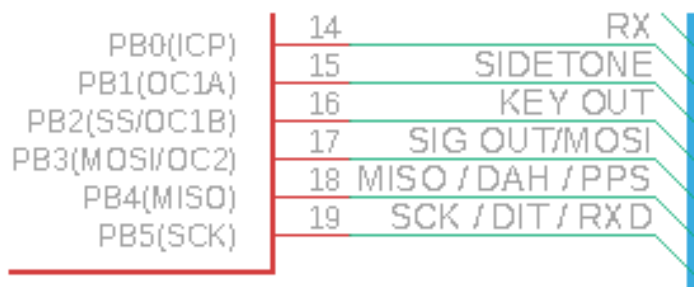 PB0(ICP) 14 RX
PB1(OC1A) 15 SIDETONE
PB2(SS/OC1B) 16 KEY OUT
PB3(MOSI/OC2) 17 SIG OUT/MOSI
PB4(MISO) 18 MISO / DAH / PPS
PB5(SCK) 19 SCK / DIT / RXD